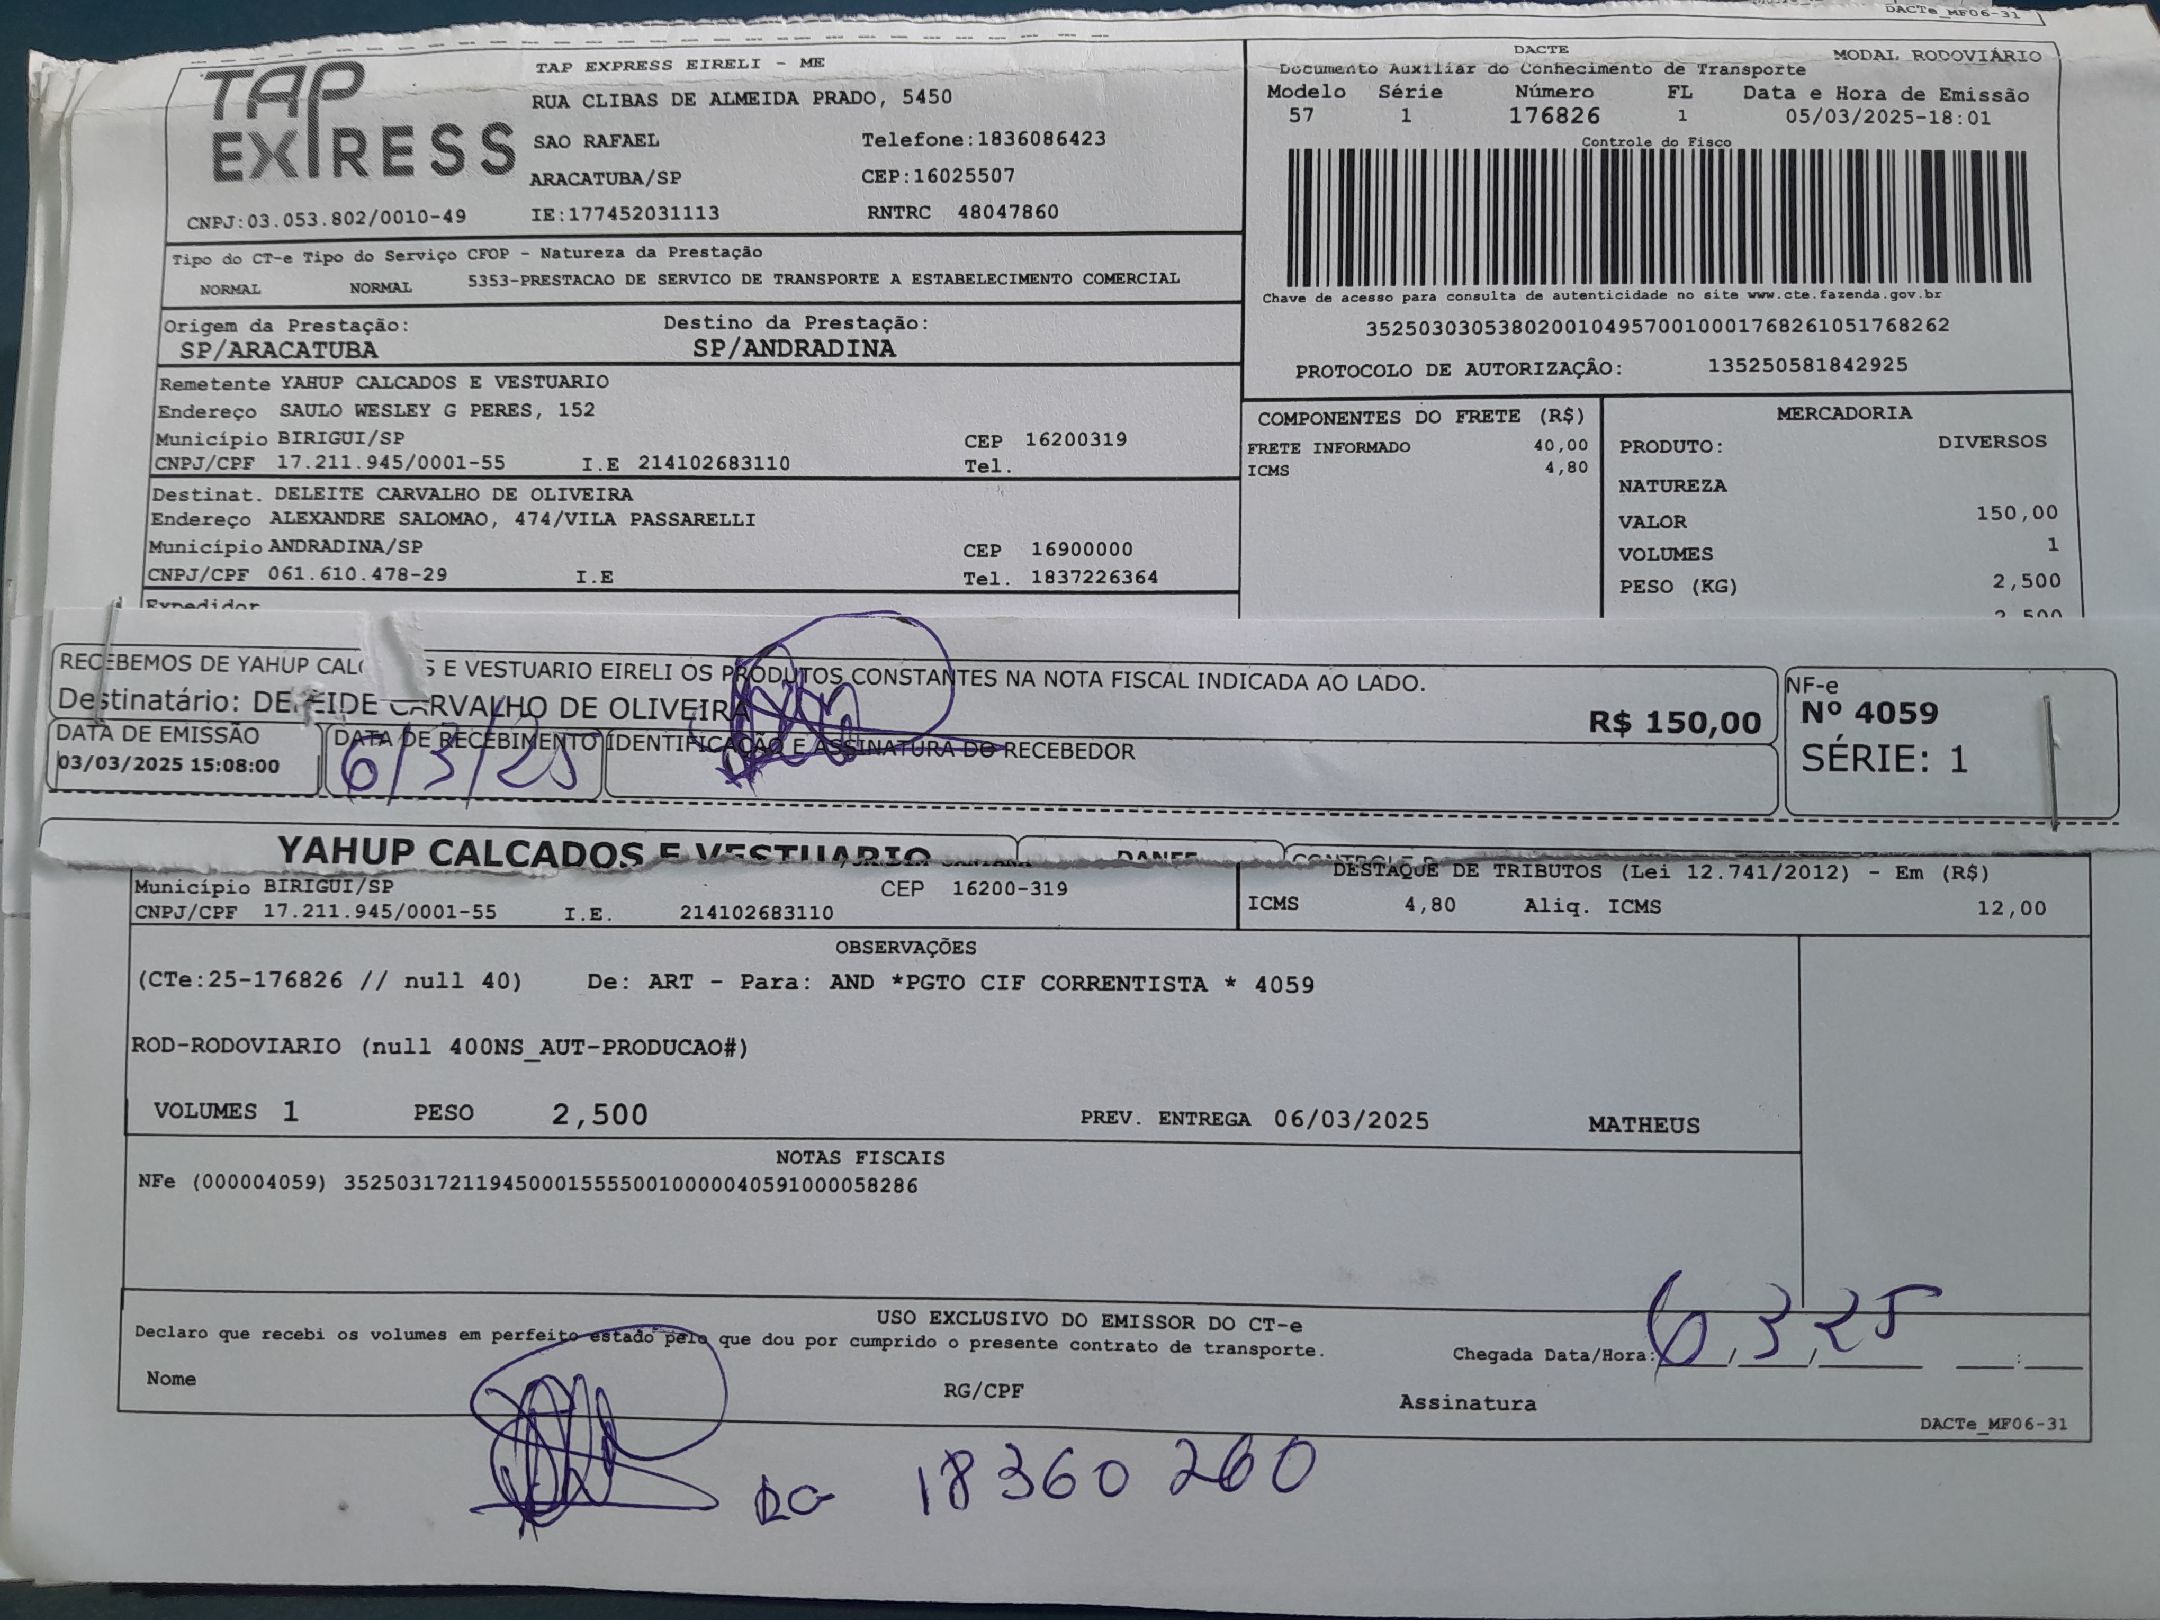 DACTe_MF06-31
TAP EXPRESS
TAP EXPRESS EIRELI - ME
RUA CLIBAS DE ALMEIDA PRADO, 5450
SAO RAFAEL Telefone:1836086423
ARACATUBA/SP CEP:16025507
CNPJ:03.053.802/0010-49 IE:177452031113 RNTRC 48047860
DACTE MODAL RODOVIÁRIO
Documento Auxiliar do Conhecimento de Transporte
Modelo Série Número FL Data e Hora de Emissão
57 1 176826 1 05/03/2025-18:01
Controle do Fisco
Chave de acesso para consulta de autenticidade no site www.cte.fazenda.gov.br
35250303053802001049570010001768261051768262
PROTOCOLO DE AUTORIZAÇÃO: 135250581842925
Tipo do CT-e Tipo do Serviço CFOP - Natureza da Prestação
NORMAL NORMAL 5353-PRESTACAO DE SERVICO DE TRANSPORTE A ESTABELECIMENTO COMERCIAL
Origem da Prestação: Destino da Prestação:
SP/ARACATUBA SP/ANDRADINA
Remetente YAHUP CALCADOS E VESTUARIO
Endereço SAULO WESLEY G PERES, 152
Município BIRIGUI/SP CEP 16200319
CNPJ/CPF 17.211.945/0001-55 I.E 214102683110 Tel.
Destinat. DELEITE CARVALHO DE OLIVEIRA
Endereço ALEXANDRE SALOMAO, 474/VILA PASSARELLI
Município ANDRADINA/SP CEP 16900000
CNPJ/CPF 061.610.478-29 I.E Tel. 1837226364
Expedidor
COMPONENTES DO FRETE (R$)
FRETE INFORMADO 40,00
ICMS 4,80
MERCADORIA
PRODUTO: DIVERSOS
NATUREZA
VALOR 150,00
VOLUMES 1
PESO (KG) 2,500
2,500
RECEBEMOS DE YAHUP CALC S E VESTUARIO EIRELI OS PRODUTOS CONSTANTES NA NOTA FISCAL INDICADA AO LADO.
Destinatário: DE EIDE CARVALHO DE OLIVEIRA
R$ 150,00
DATA DE EMISSÃO DATA DE RECEBIMENTO IDENTIFICAÇÃO E ASSINATURA DO RECEBEDOR
03/03/2025 15:08:00 6/3/25
NF-e
Nº 4059
SÉRIE: 1
YAHUP CALCADOS E VESTUARIO DANFE
Município BIRIGUI/SP CEP 16200-319
CNPJ/CPF 17.211.945/0001-55 I.E. 214102683110
DESTAQUE DE TRIBUTOS (Lei 12.741/2012) - Em (R$)
ICMS 4,80 Aliq. ICMS 12,00
OBSERVAÇÕES
(CTe:25-176826 // null 40) De: ART - Para: AND *PGTO CIF CORRENTISTA * 4059
ROD-RODOVIARIO (null 400NS_AUT-PRODUCAO#)
VOLUMES 1 PESO 2,500 PREV. ENTREGA 06/03/2025 MATHEUS
NOTAS FISCAIS
NFe (000004059) 35250317211945000155550010000040591000058286
USO EXCLUSIVO DO EMISSOR DO CT-e
Declaro que recebi os volumes em perfeito estado pelo que dou por cumprido o presente contrato de transporte.
Chegada Data/Hora: 6/3/25 :
Nome RG/CPF Assinatura
DACTe_MF06-31
RG 18360260